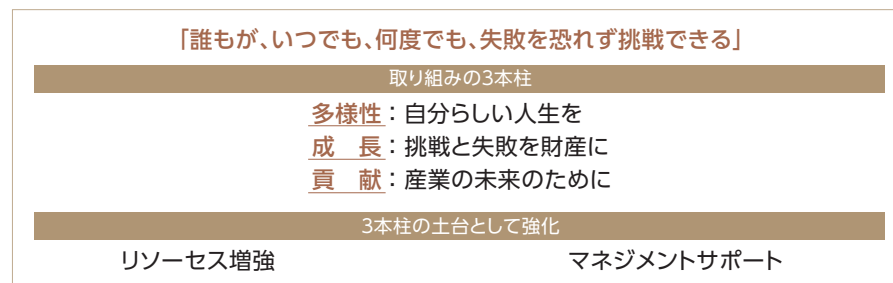 「誰もが、いつでも、何度でも、失敗を恐れず挑戦できる」
取り組みの3本柱
多様性：自分らしい人生を
成　長：挑戦と失敗を財産に
貢　献：産業の未来のために
3本柱の土台として強化
リソーセス増強　マネジメントサポート